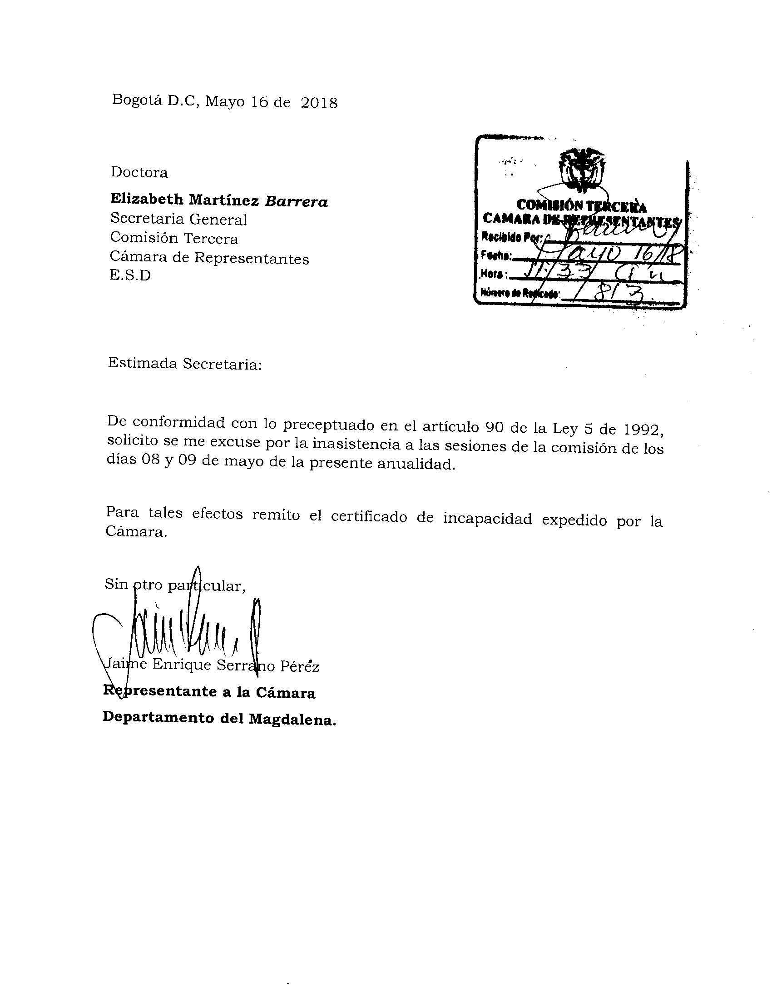 Bogotá D.C, Mayo 16 de 2018
Doctora
Elizabeth Martínez Barrera
Secretaria General
Comisión Tercera
Cámara de Representantes
E.S.D
COMISIÓN TERCERA
CAMARA DE REPRESENTANTES
Recibido Por:
Fecha: Mayo 16/18
Hora: 11:33 am
Número de Radicado: 1813.
Estimada Secretaria:
De conformidad con lo preceptuado en el artículo 90 de la Ley 5 de 1992,
solicito se me excuse por la inasistencia a las sesiones de la comisión de los
días 08 y 09 de mayo de la presente anualidad.
Para tales efectos remito el certificado de incapacidad expedido por la
Cámara.
Sin otro particular,
Jaime Enrique Serrano Pérez
Representante a la Cámara
Departamento del Magdalena.